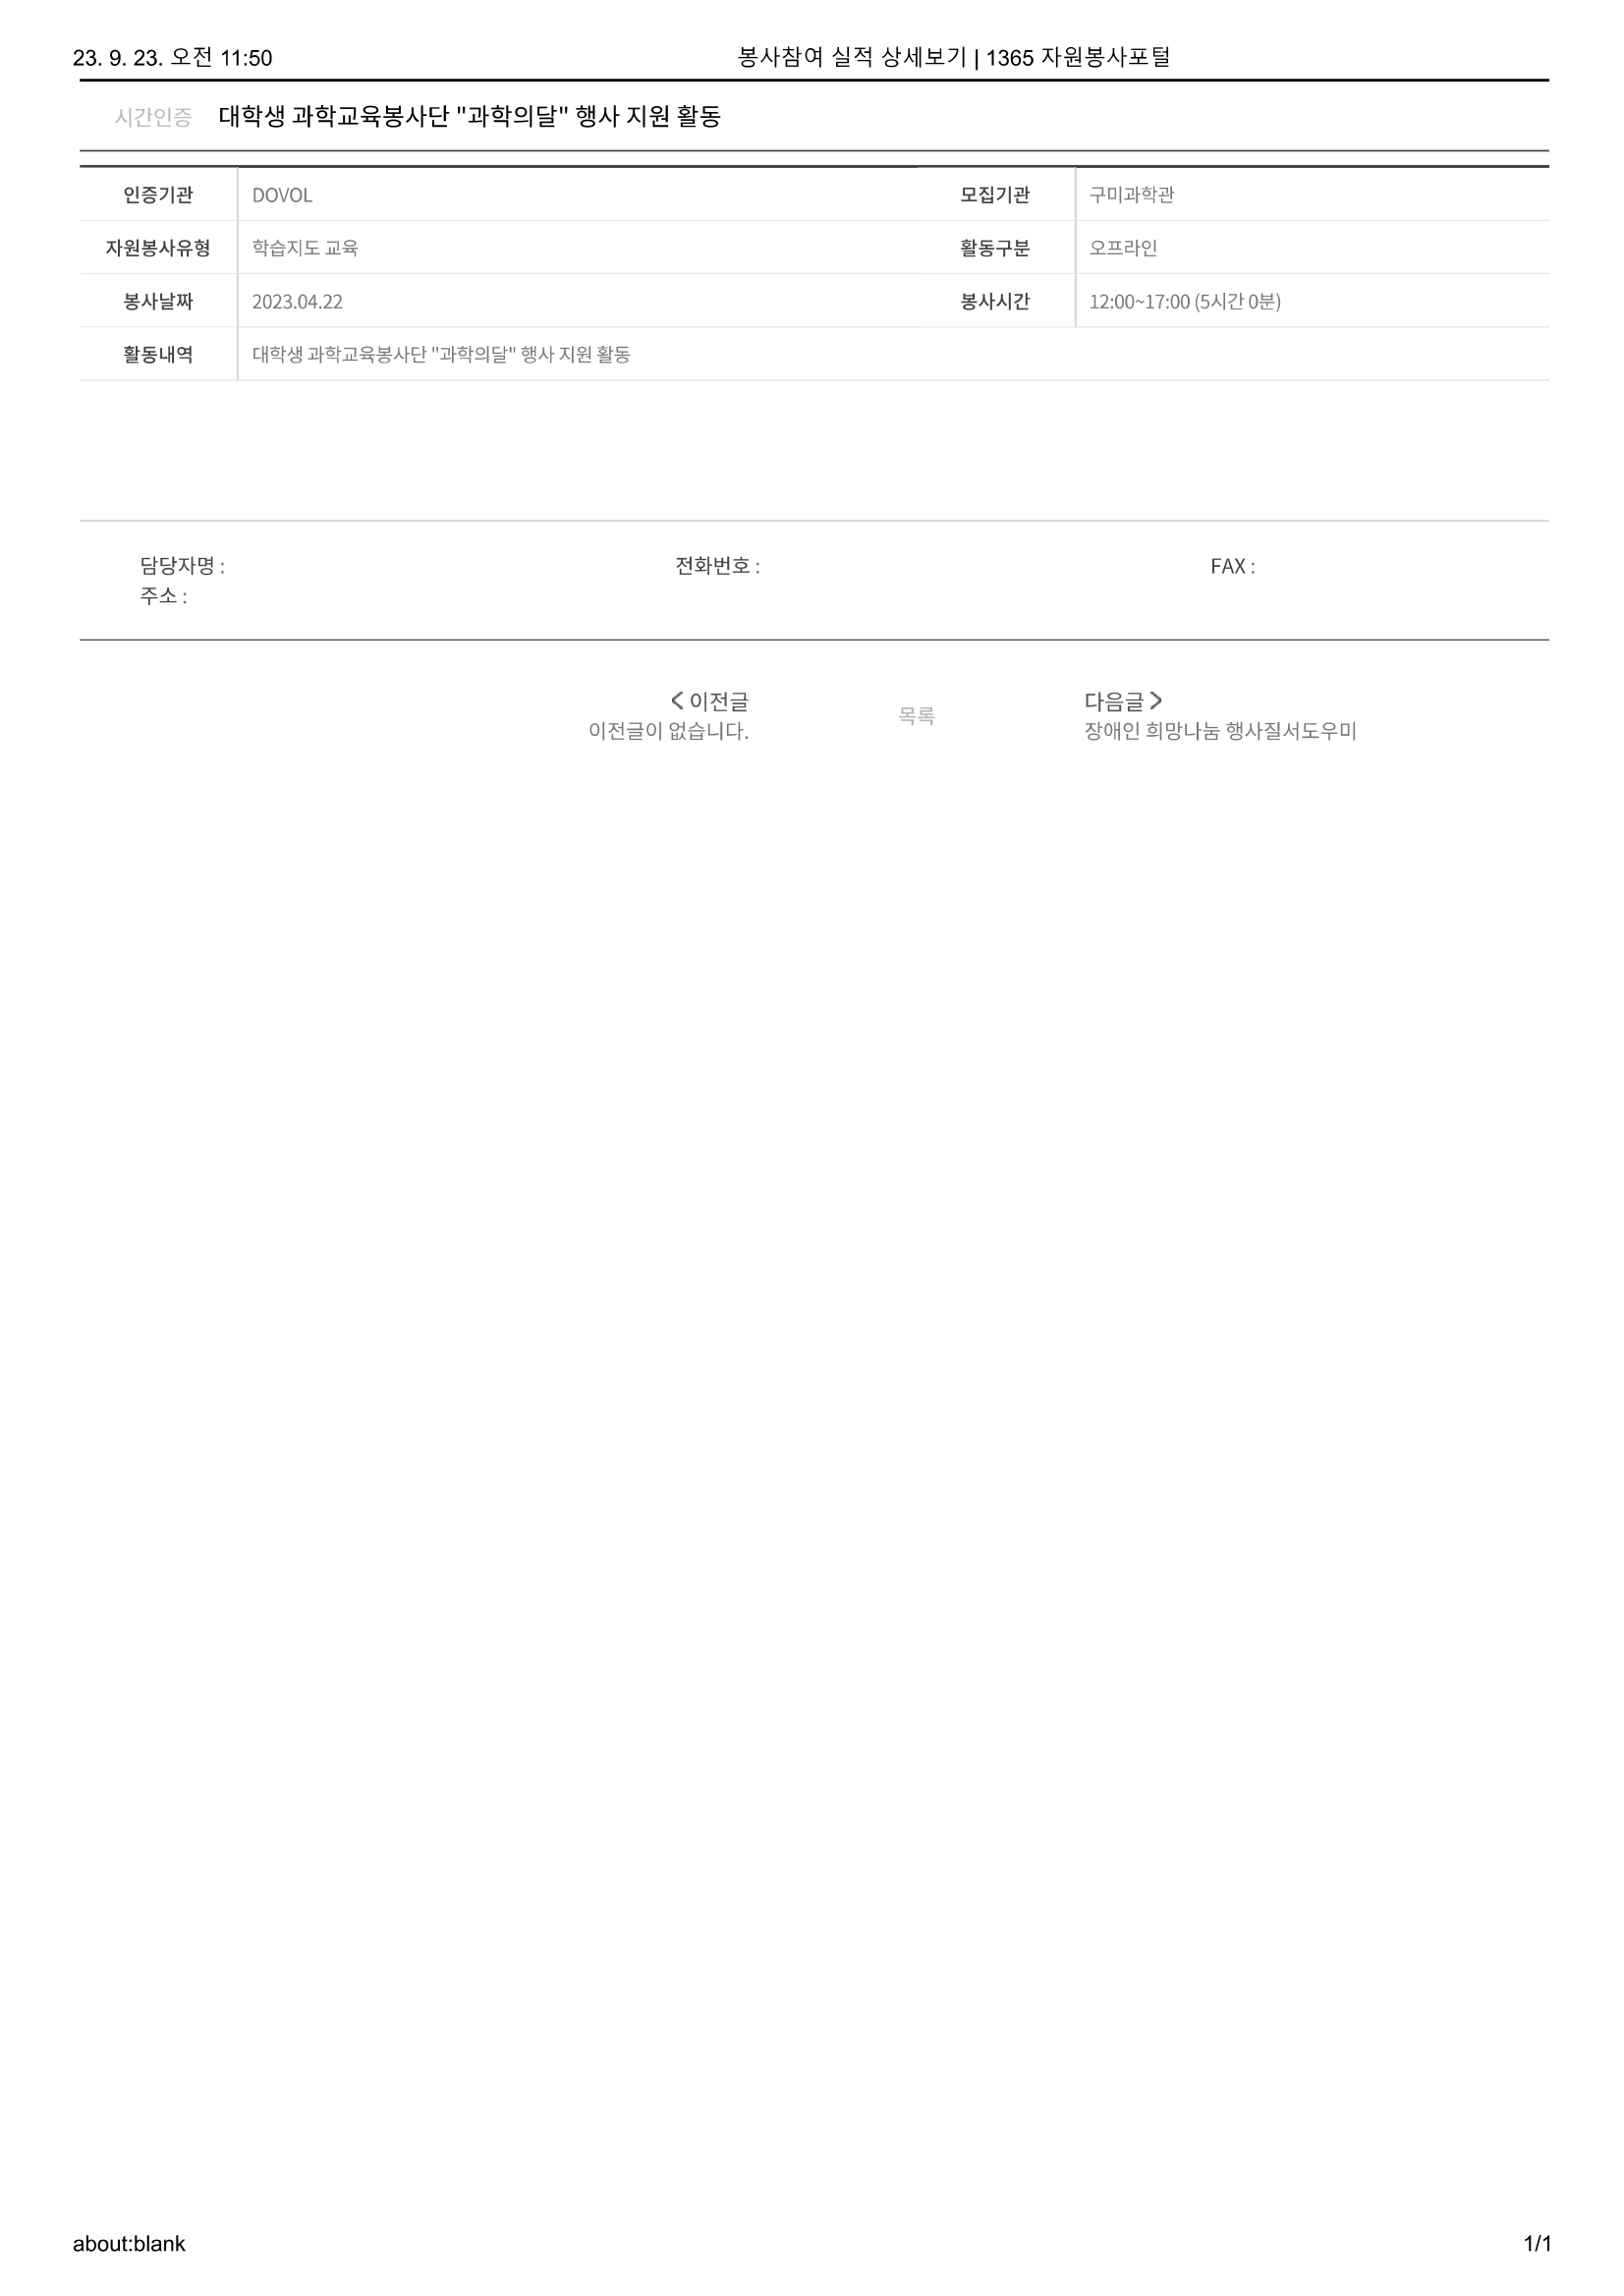 23. 9. 23. 오전 11:50 봉사참여 실적 상세보기 | 1365 자원봉사포털
시간인증 대학생 과학교육봉사단 "과학의달" 행사 지원 활동
인증기관 DOVOL 모집기관 구미과학관
자원봉사유형 학습지도 교육 활동구분 오프라인
봉사날짜 2023.04.22 봉사시간 12:00~17:00 (5시간 0분)
활동내역 대학생 과학교육봉사단 "과학의달" 행사 지원 활동
담당자명 : 전화번호 : FAX :
주소 :
< 이전글 목록 다음글 >
이전글이 없습니다. 장애인 희망나눔 행사질서도우미
about:blank 1/1